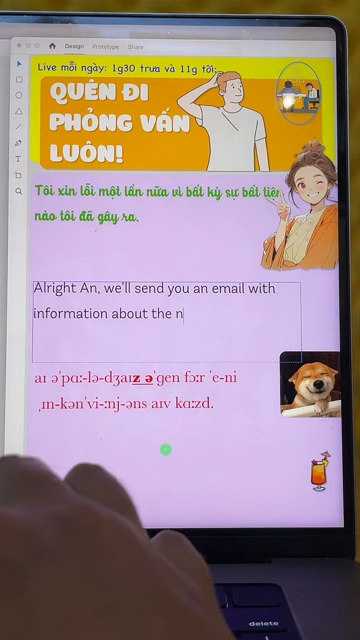 Design Prototype Share
Live mỗi ngày: 1g30 trưa và 11g tối:
QUÊN ĐI
PHỎNG VẤN
LUÔN!
Tôi xin lỗi một lần nữa vì bất kỳ sự bất tiện
nào tôi đã gây ra.
Alright An, we'll send you an email with
information about the n
aɪ əˈpɑː-lə-dʒaɪz əˈgen fɔːr ˈe-ni
ˌɪn-kənˈviːnj-əns aɪv kɑːzd.
delete